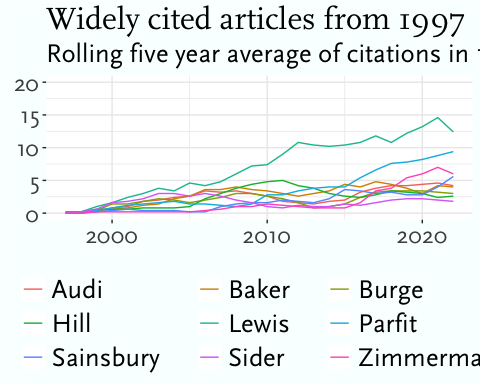 Widely cited articles from 1997
Rolling five year average of citations in
20
15
10
5
0
2000 2010 2020
Audi Baker Burge
Hill Lewis Parfit
Sainsbury Sider Zimmerma